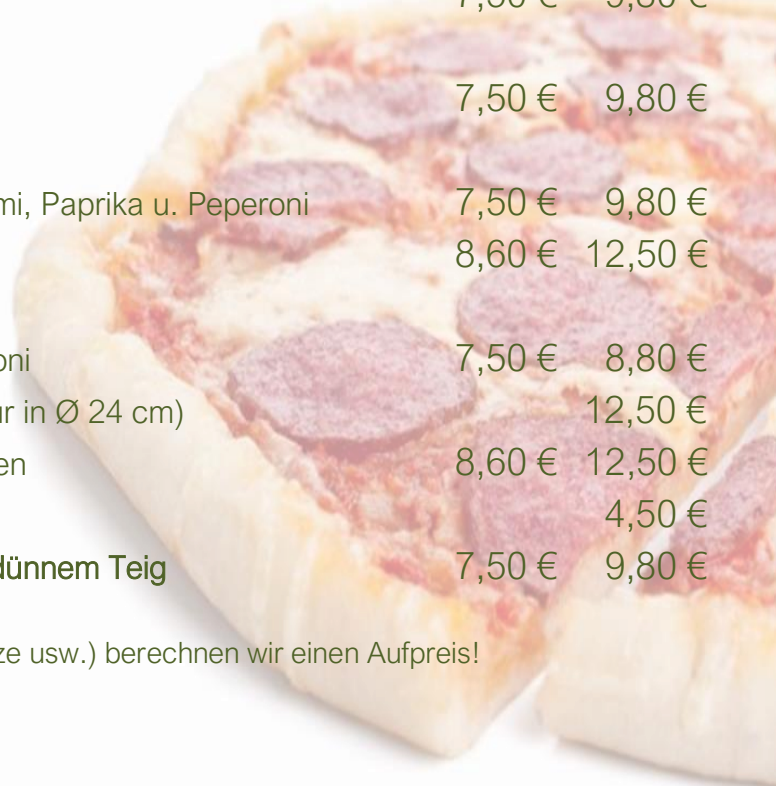 7,50 € 9,80 €
mi, Paprika u. Peperoni 7,50 € 9,80 €
8,60 € 12,50 €
oni 7,50 € 8,80 €
ur in Ø 24 cm) 12,50 €
en 8,60 € 12,50 €
4,50 €
dünnem Teig 7,50 € 9,80 €
ze usw.) berechnen wir einen Aufpreis!